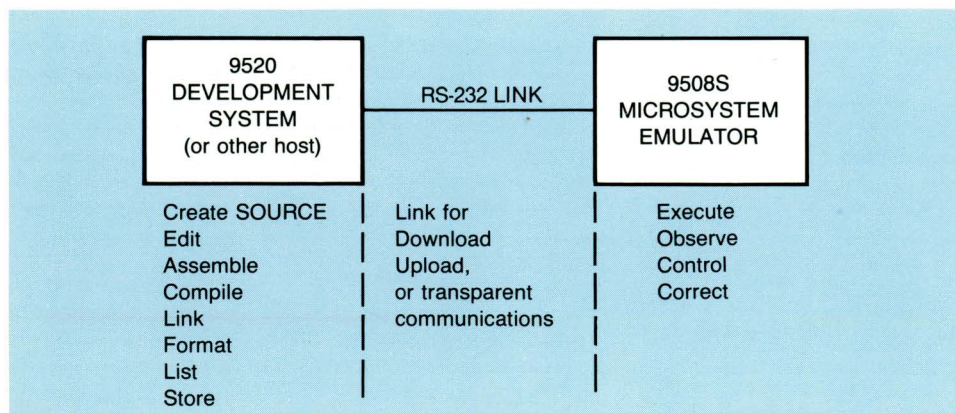 9520
DEVELOPMENT
SYSTEM
(or other host)
RS-232 LINK
9508S
MICROSYSTEM
EMULATOR
Create SOURCE
Edit
Assemble
Compile
Link
Format
List
Store
Link for
Download
Upload,
or transparent
communications
Execute
Observe
Control
Correct